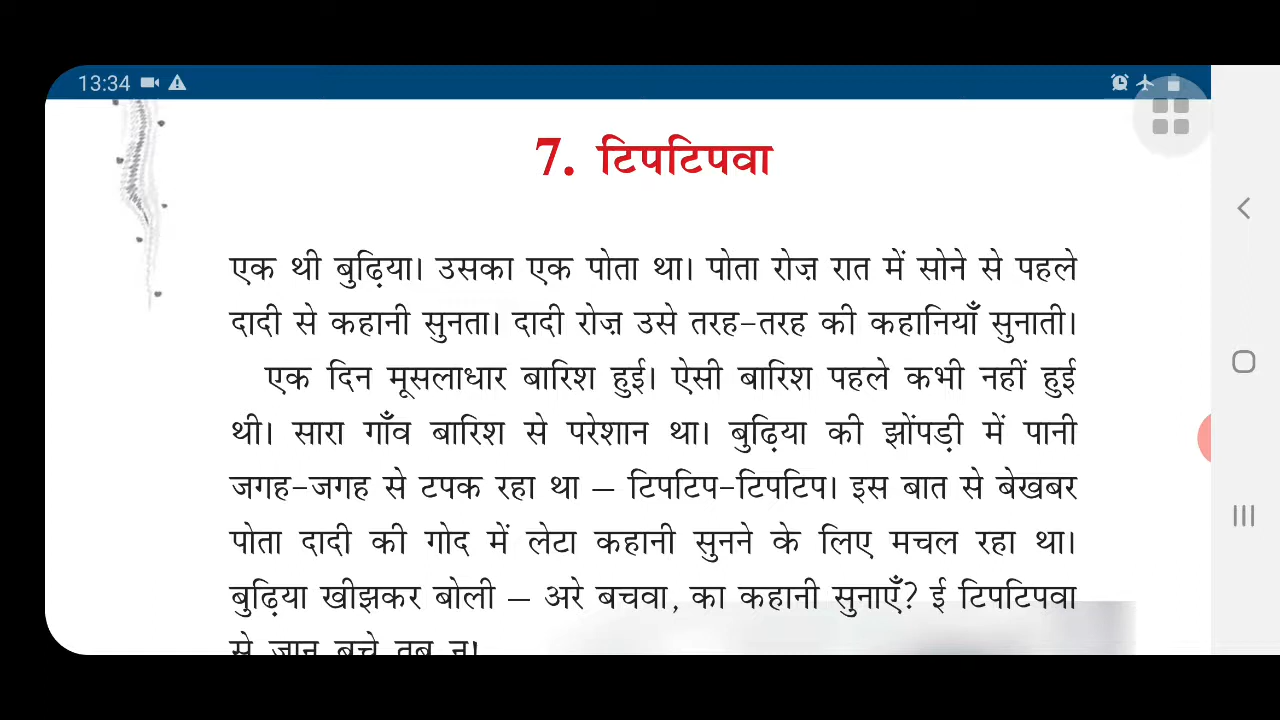 13:34
7. टिपटिपवा
एक थी बुढ़िया। उसका एक पोता था। पोता रोज़ रात में सोने से पहले
दादी से कहानी सुनता। दादी रोज़ उसे तरह-तरह की कहानियाँ सुनाती।
एक दिन मूसलाधार बारिश हुई। ऐसी बारिश पहले कभी नहीं हुई
थी। सारा गाँव बारिश से परेशान था। बुढ़िया की झोंपड़ी में पानी
जगह-जगह से टपक रहा था — टिपटिप-टिपटिप। इस बात से बेखबर
पोता दादी की गोद में लेटा कहानी सुनने के लिए मचल रहा था।
बुढ़िया खीझकर बोली — अरे बचवा, का कहानी सुनाएँ? ई टिपटिपवा
से जान बचे तब न!